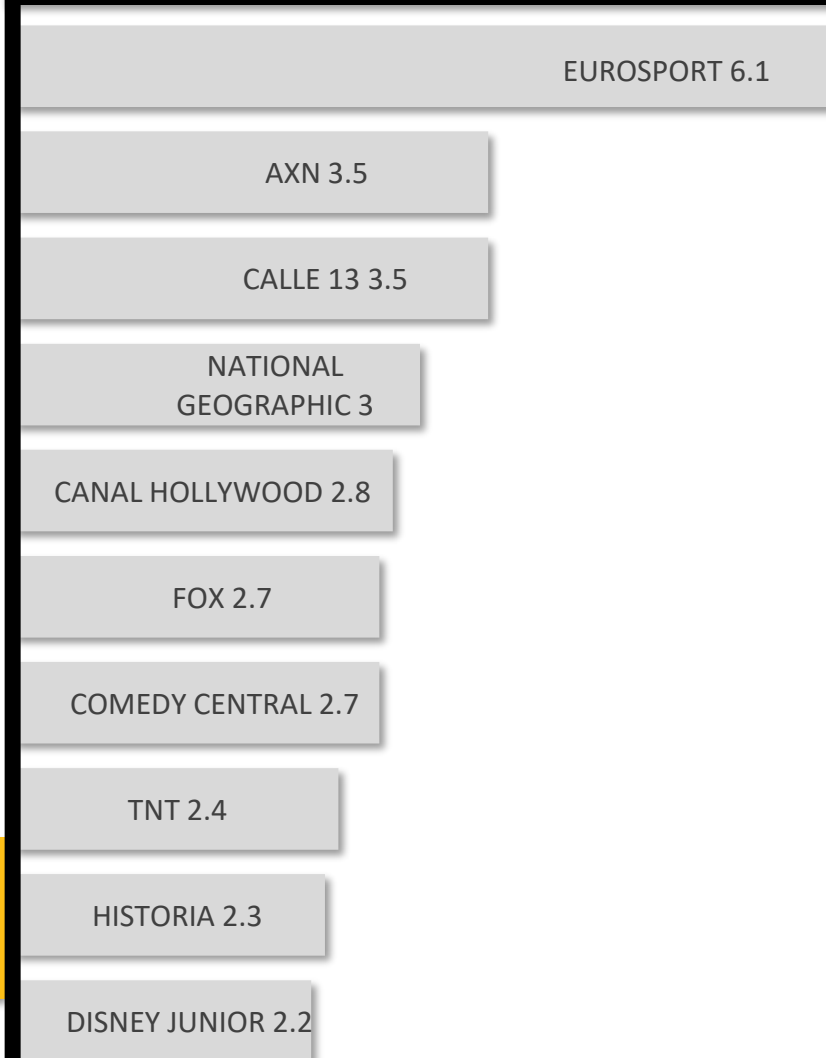 EUROSPORT 6.1
AXN 3.5
CALLE 13 3.5
NATIONAL
GEOGRAPHIC 3
CANAL HOLLYWOOD 2.8
FOX 2.7
COMEDY CENTRAL 2.7
TNT 2.4
HISTORIA 2.3
DISNEY JUNIOR 2.2